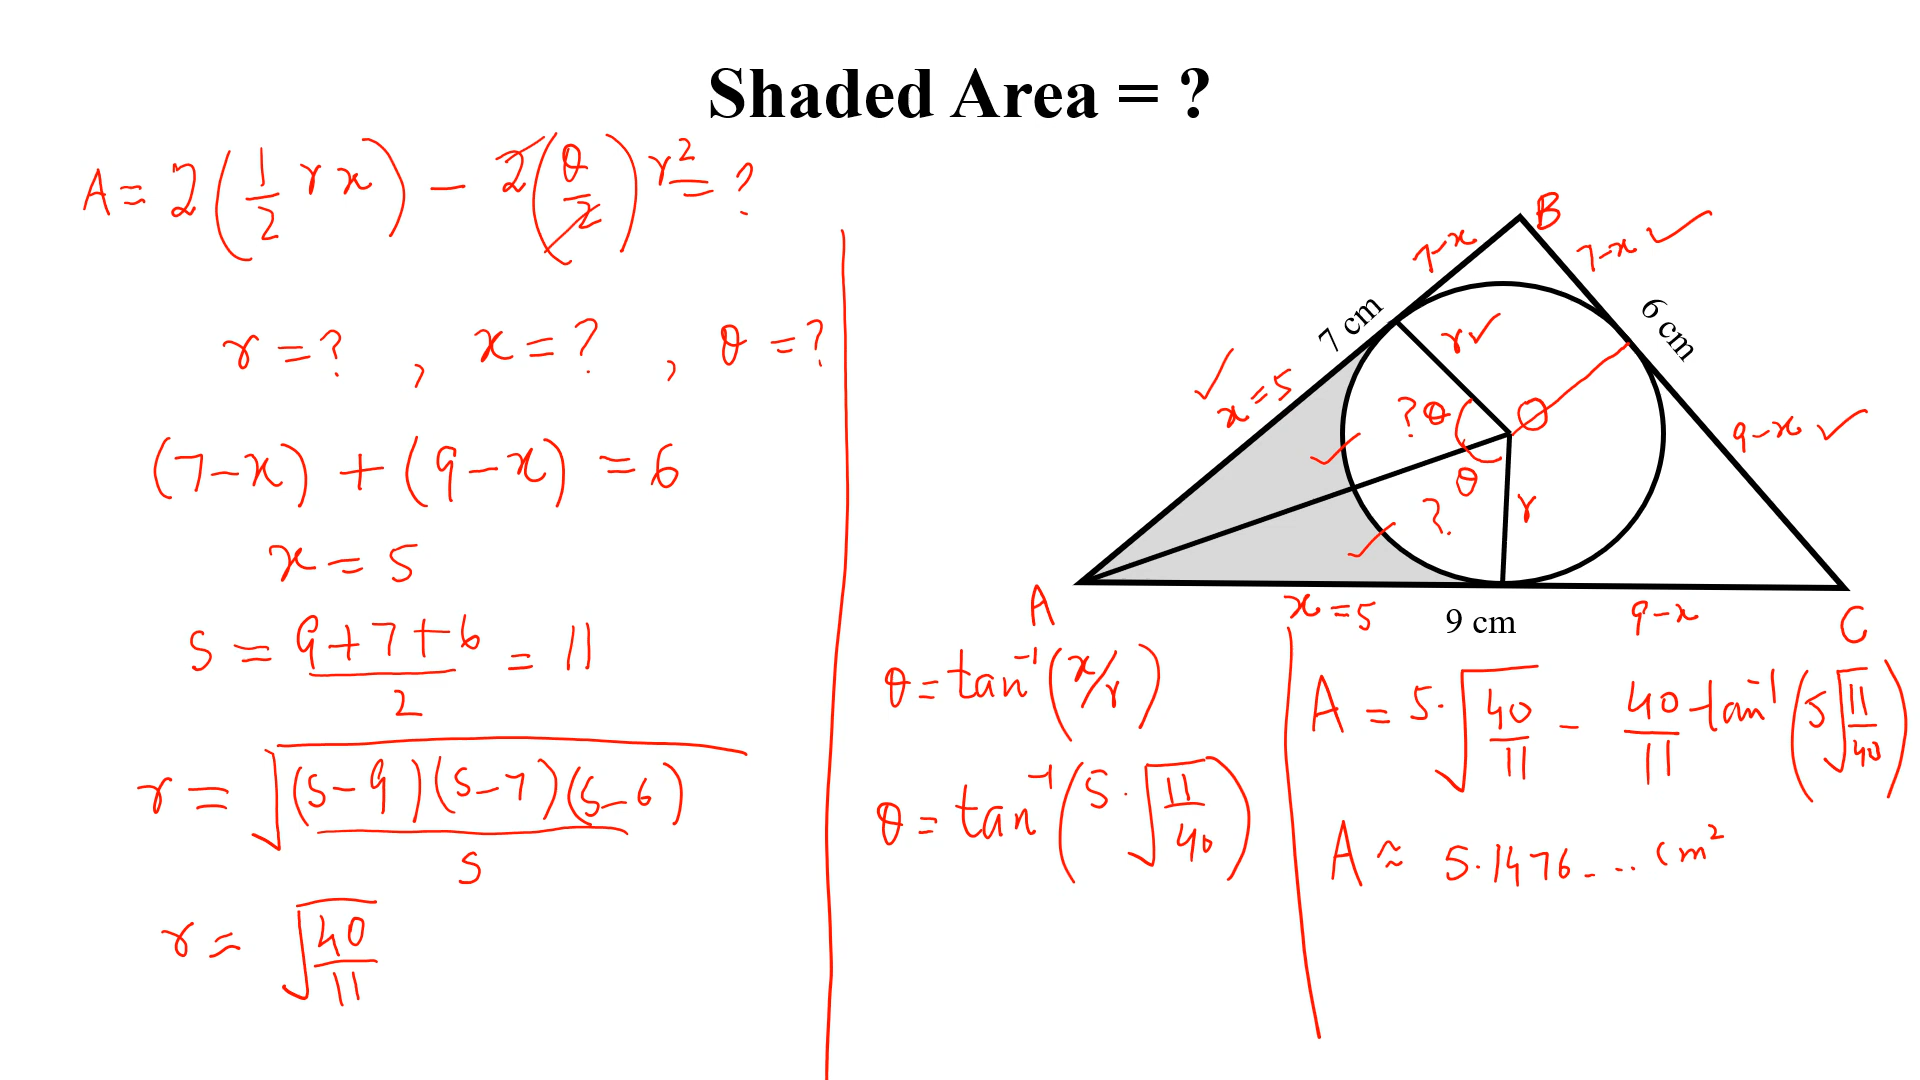 Shaded Area = ?
A = 2(1/2 r x) - 2(θ/2) r² = ?
r = ? , x = ? , θ = ?
(7-x) + (9-x) = 6
x = 5
s = (9+7+6)/2 = 11
r = √((s-9)(s-7)(s-6)/s)
r = √(40/11)
B
7-x
7-x ✓
7 cm
6 cm
r ✓
✓
x = 5
? θ
O
9-x ✓
✓
θ
?
r
✓
A
x = 5
9 cm
9-x
C
θ = tan⁻¹(x/r)
θ = tan⁻¹(5·√(11/40))
A = 5·√(40/11) - 40/11 tan⁻¹(5√(11/40))
A ≈ 5.1476... cm²